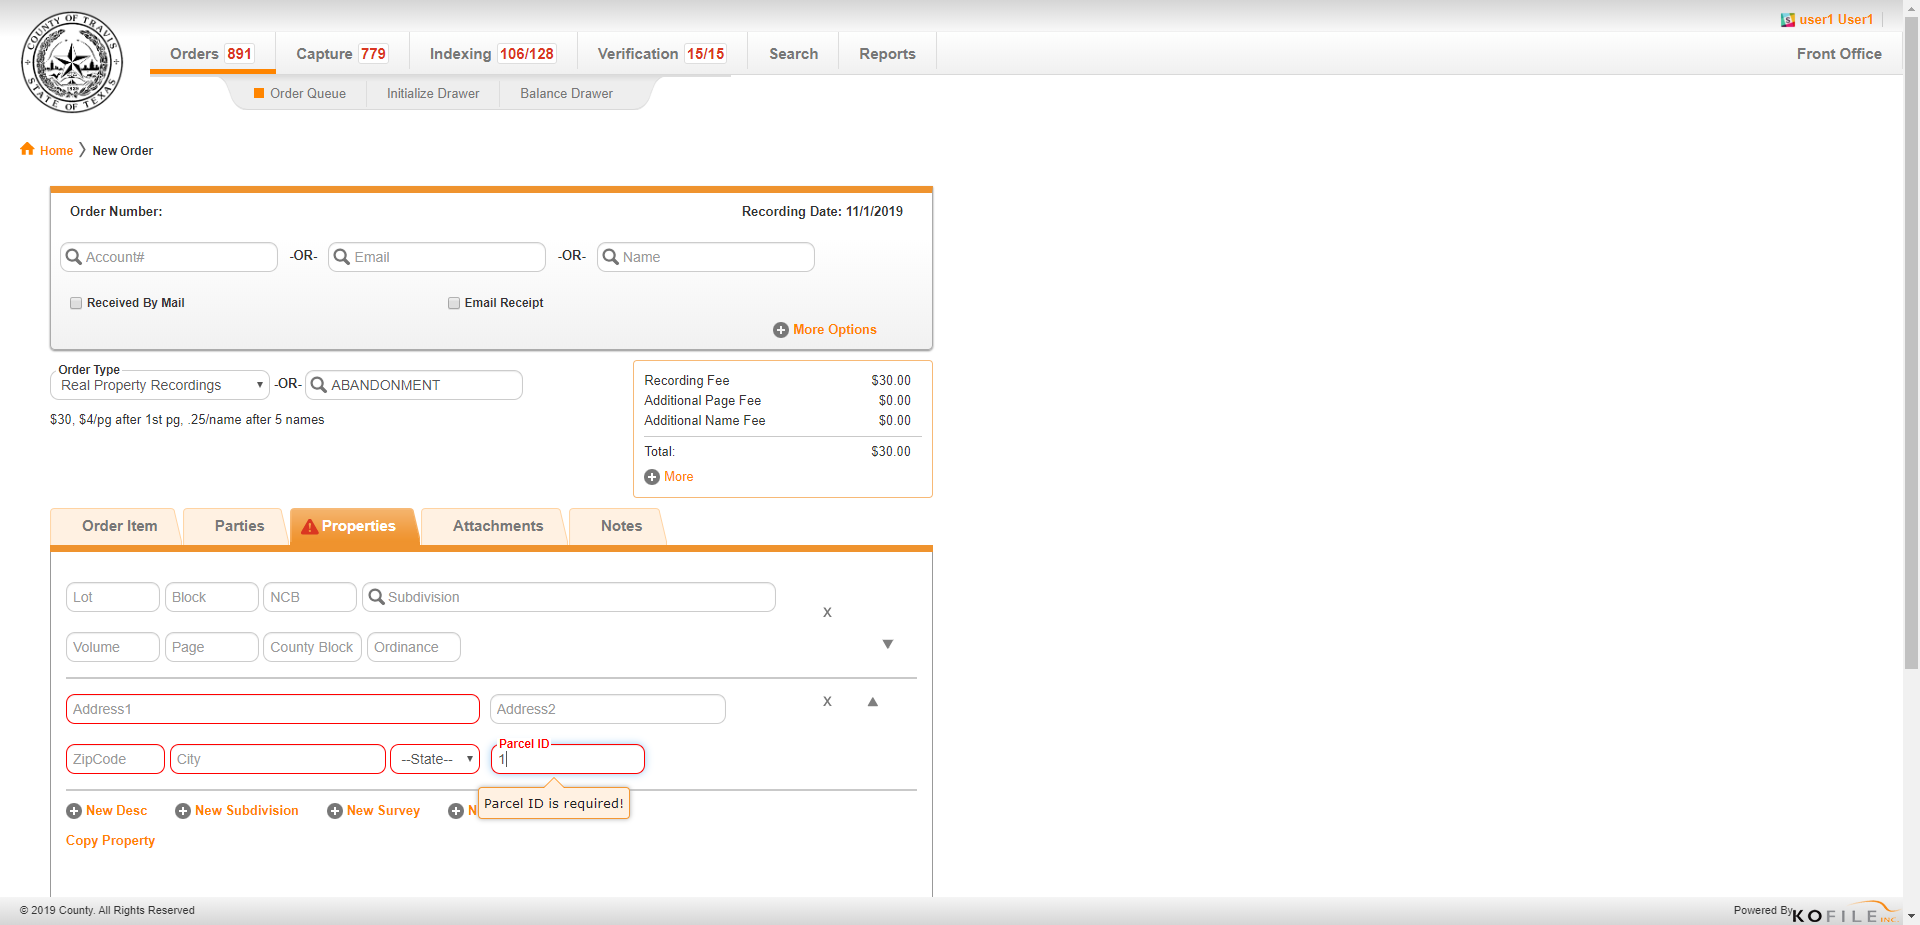 COUNTY OF TRAVIS
STATE OF TEXAS
user1 User1
Orders 891
Capture 779
Indexing 106/128
Verification 15/15
Search
Reports
Front Office
Order Queue
Initialize Drawer
Balance Drawer
Home
New Order
Order Number:
Recording Date: 11/1/2019
Account#
-OR-
Email
-OR-
Name
Received By Mail
Email Receipt
More Options
Order Type
Real Property Recordings
-OR-
ABANDONMENT
$30, $4/pg after 1st pg, .25/name after 5 names
Recording Fee $30.00
Additional Page Fee $0.00
Additional Name Fee $0.00
Total: $30.00
More
Order Item
Parties
Properties
Attachments
Notes
Lot
Block
NCB
Subdivision
X
Volume
Page
County Block
Ordinance
Address1
Address2
X
ZipCode
City
--State--
Parcel ID
1
Parcel ID is required!
New Desc
New Subdivision
New Survey
N
Copy Property
© 2019 County. All Rights Reserved
Powered By KOFILE INC.